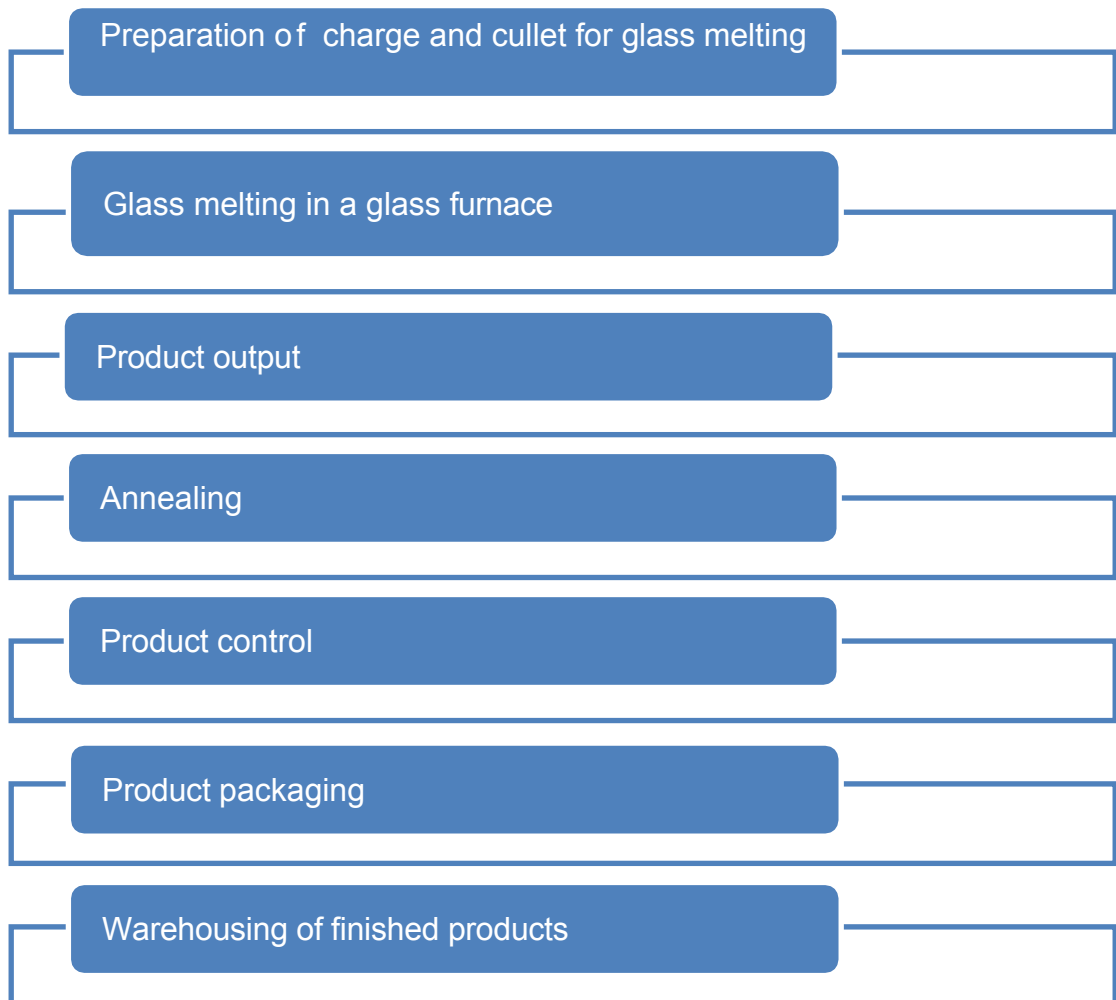 Preparation of charge and cullet for glass melting
Glass melting in a glass furnace
Product output
Annealing
Product control
Product packaging
Warehousing of finished products